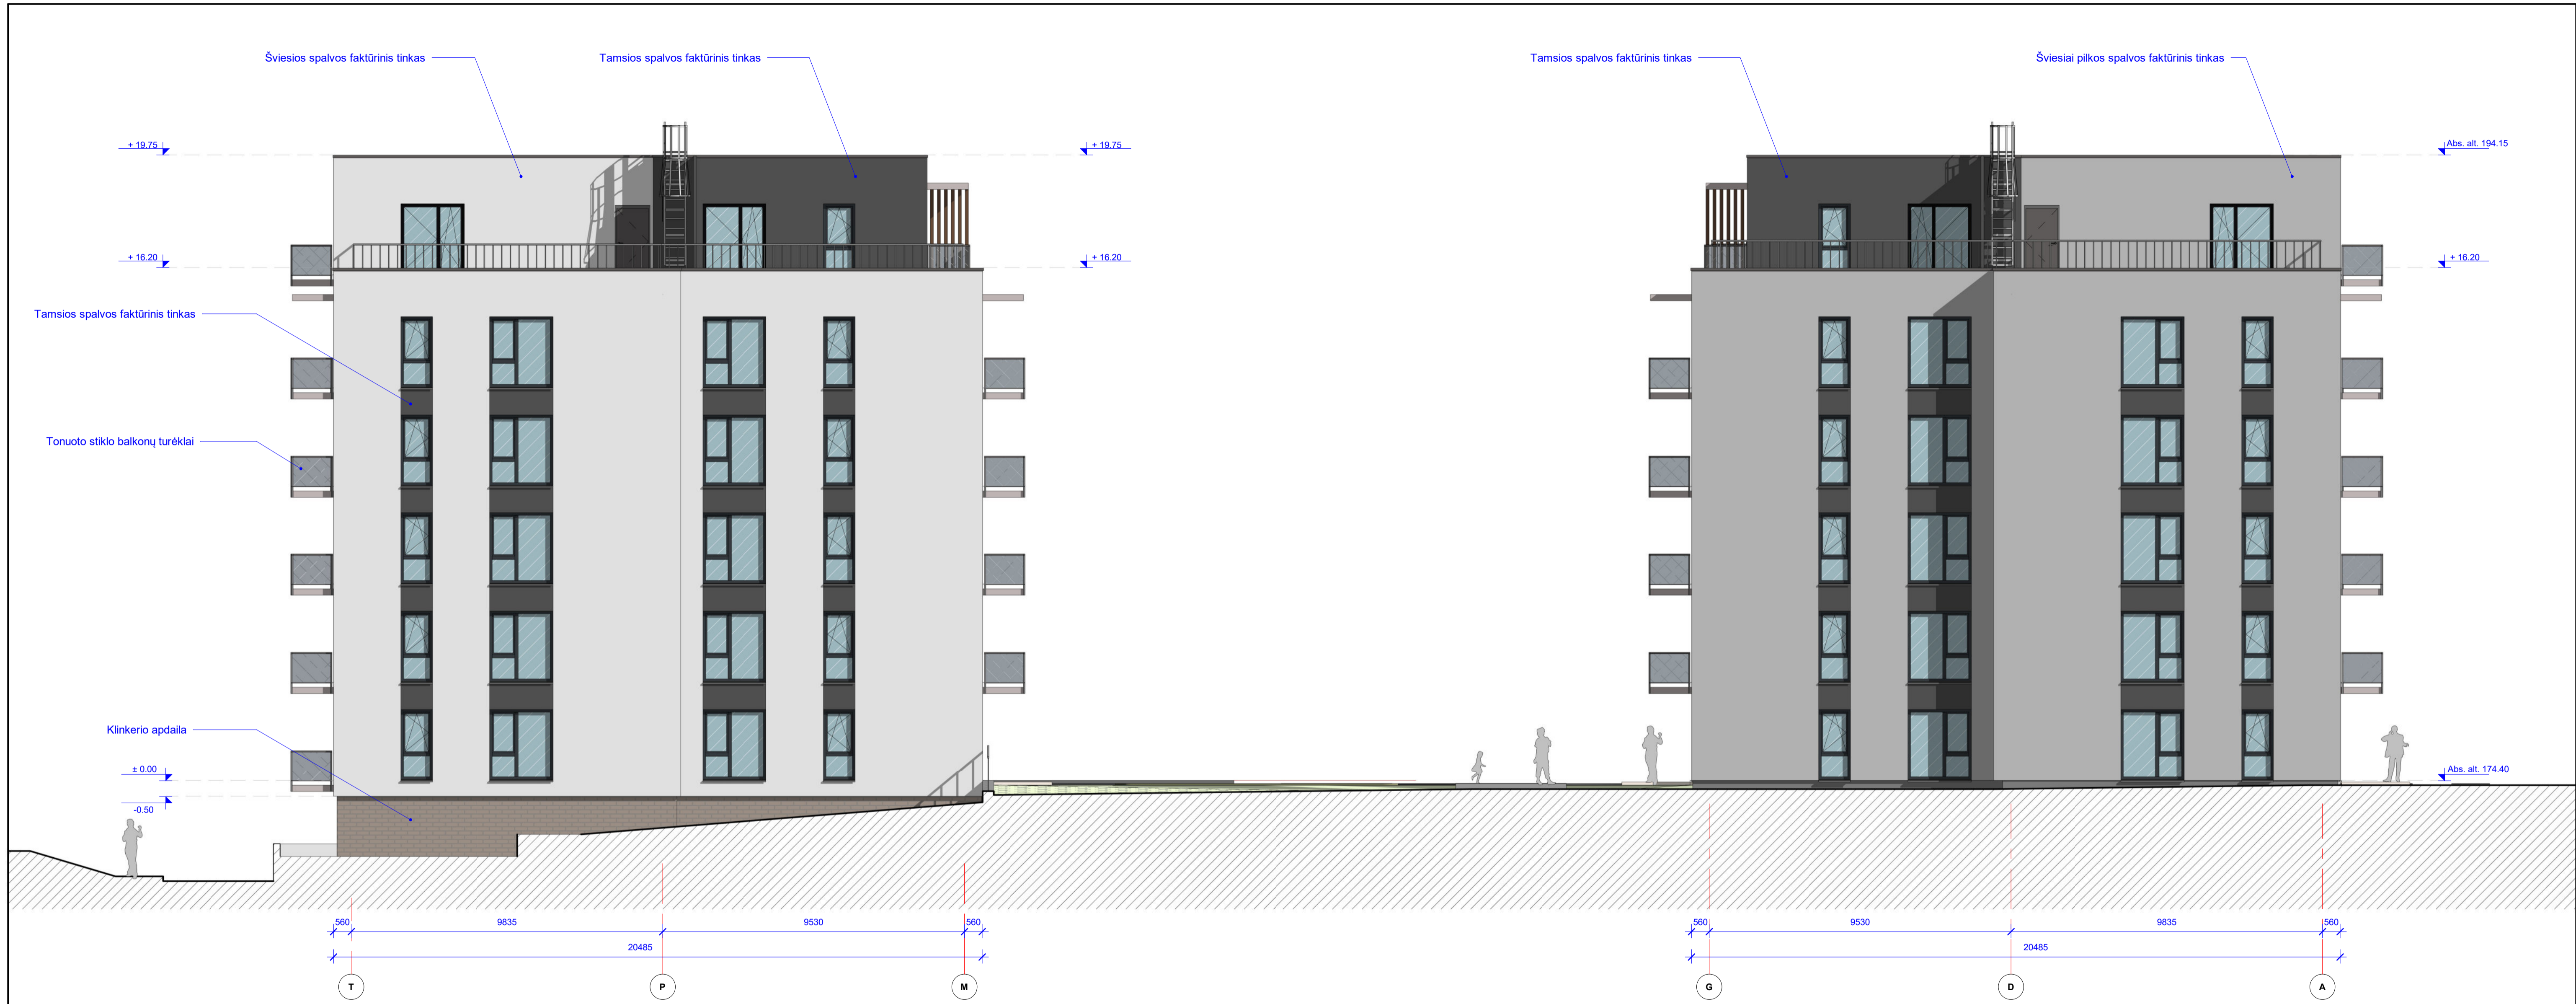 Šviesios spalvos faktūrinis tinkas
Tamsios spalvos faktūrinis tinkas
Tamsios spalvos faktūrinis tinkas
Šviesiai pilkos spalvos faktūrinis tinkas
+ 19.75
+ 19.75
Abs. alt. 194.15
+ 16.20
+ 16.20
+ 16.20
Tamsios spalvos faktūrinis tinkas
Tonuoto stiklo balkonų turėklai
Klinkerio apdaila
± 0.00
Abs. alt. 174.40
-0.50
560
9835
9530
560
560
9530
9835
560
20485
20485
T
P
M
G
D
A